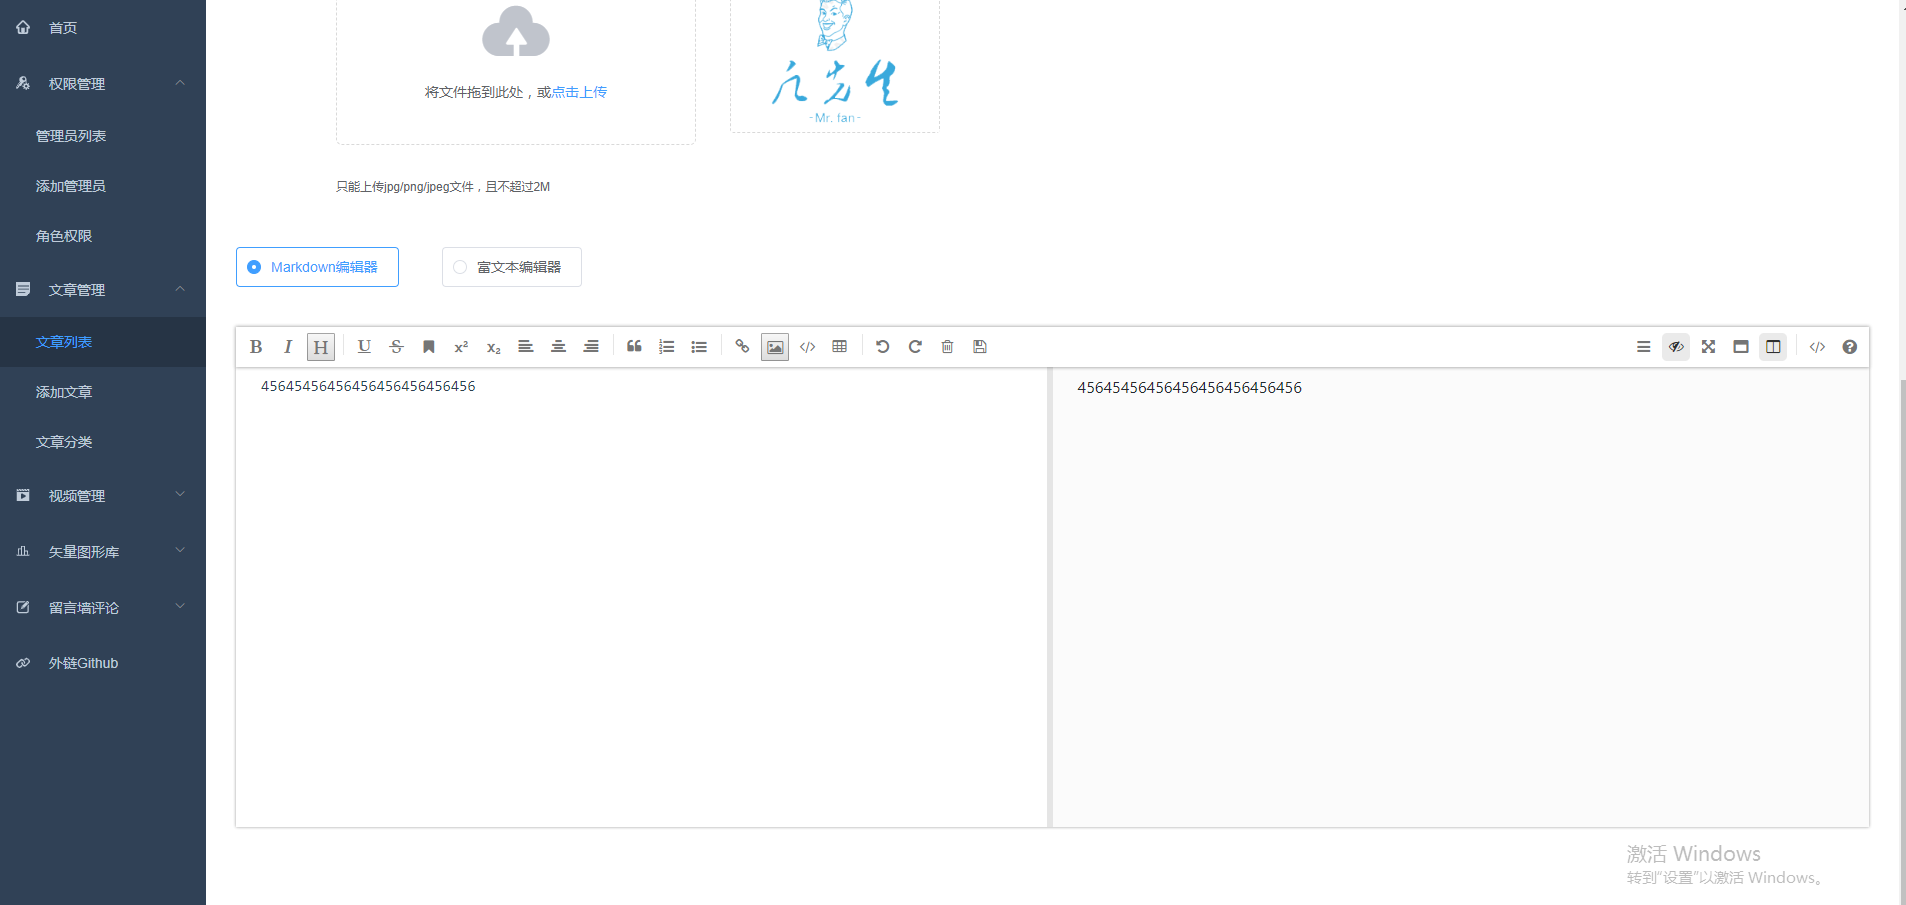 首页
权限管理
管理员列表
添加管理员
角色权限
文章管理
文章列表
添加文章
文章分类
视频管理
矢量图形库
留言墙评论
外链Github
将文件拖到此处，或点击上传
先生
-Mr. fan-
只能上传jpg/png/jpeg文件，且不超过2M
Markdown编辑器
富文本编辑器
B I H U S x² x₂
45645456456456456456456456
45645456456456456456456456
激活 Windows
转到“设置”以激活 Windows。